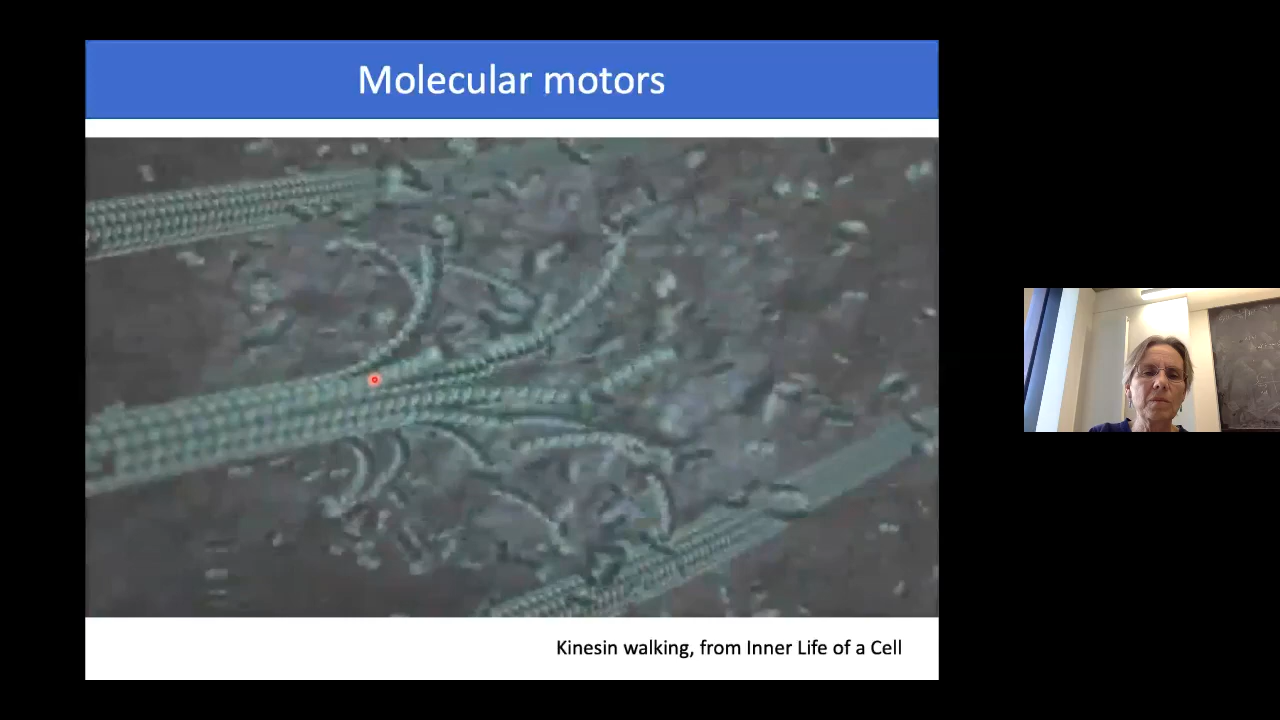 Molecular motors
Kinesin walking, from Inner Life of a Cell